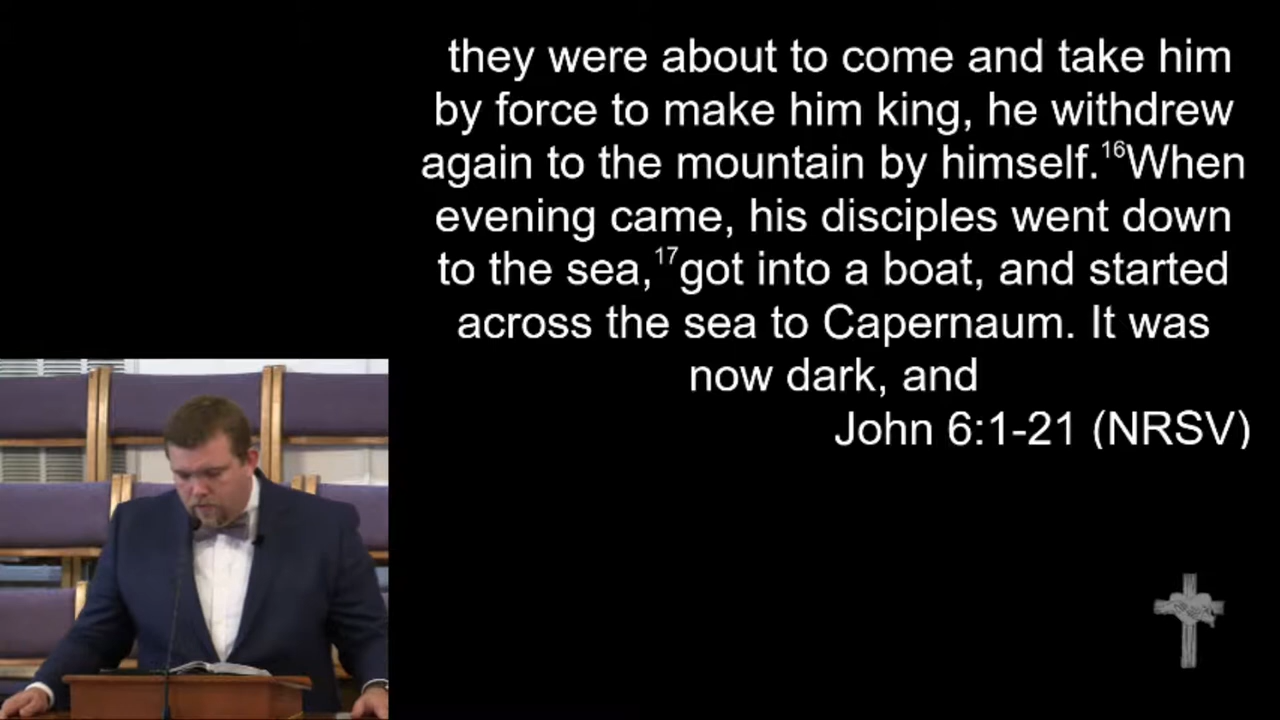 they were about to come and take him
by force to make him king, he withdrew
again to the mountain by himself.¹⁶When
evening came, his disciples went down
to the sea,¹⁷got into a boat, and started
across the sea to Capernaum. It was
now dark, and
John 6:1-21 (NRSV)